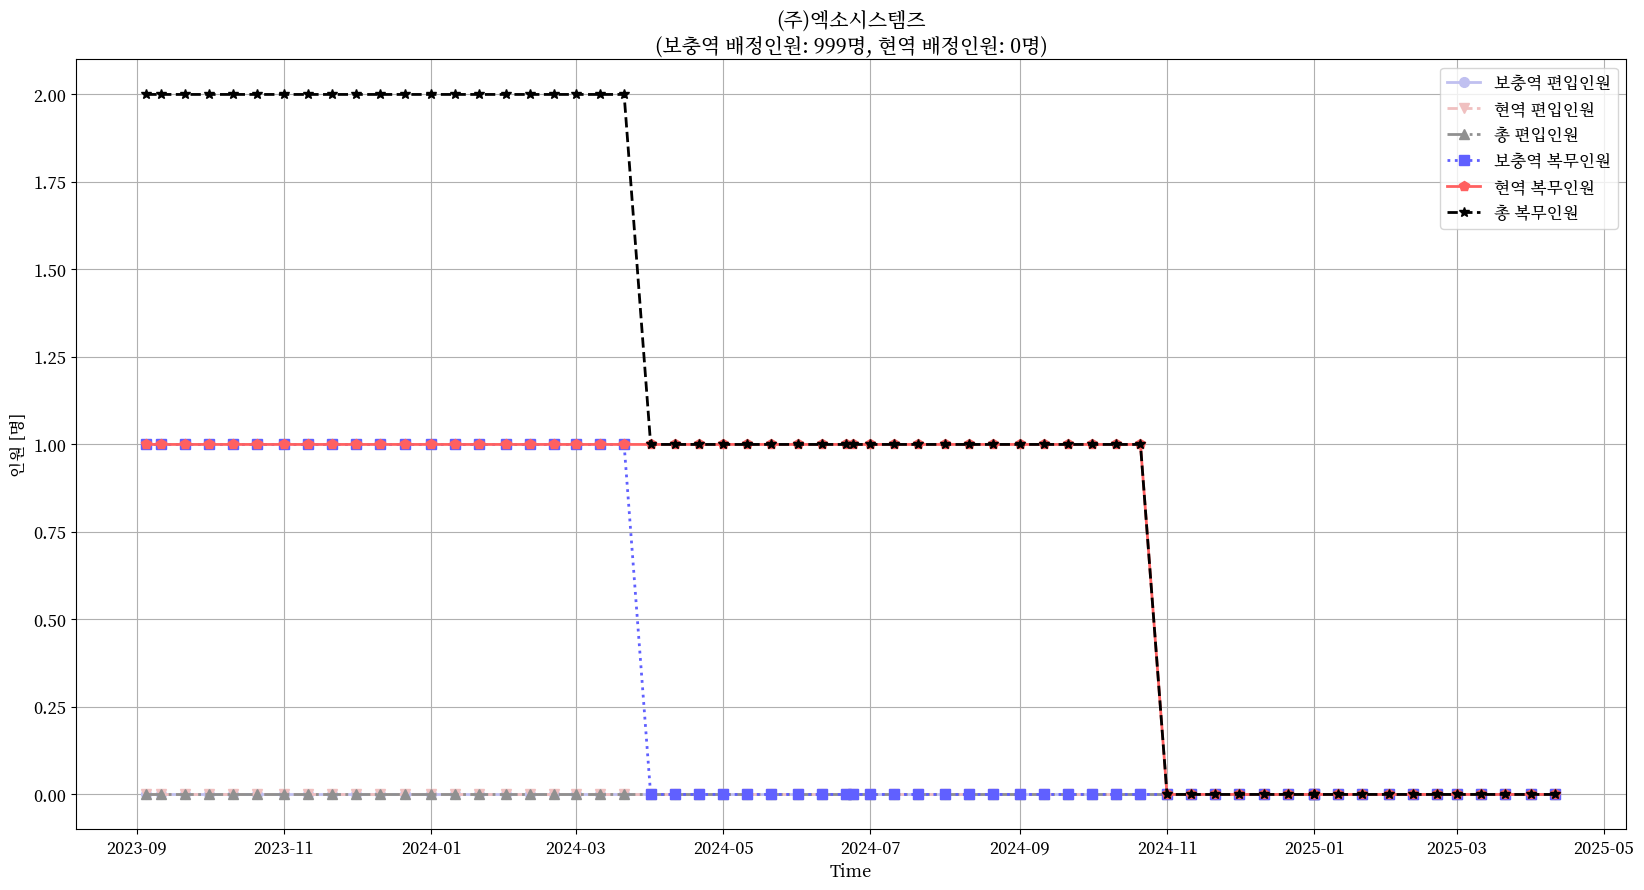 (주)엑소시스템즈
(보충역 배정인원: 999명, 현역 배정인원: 0명)
보충역 편입인원
현역 편입인원
총 편입인원
보충역 복무인원
현역 복무인원
총 복무인원
인원 [명]
2.00
1.75
1.50
1.25
1.00
0.75
0.50
0.25
0.00
2023-09 2023-11 2024-01 2024-03 2024-05 2024-07 2024-09 2024-11 2025-01 2025-03 2025-05
Time